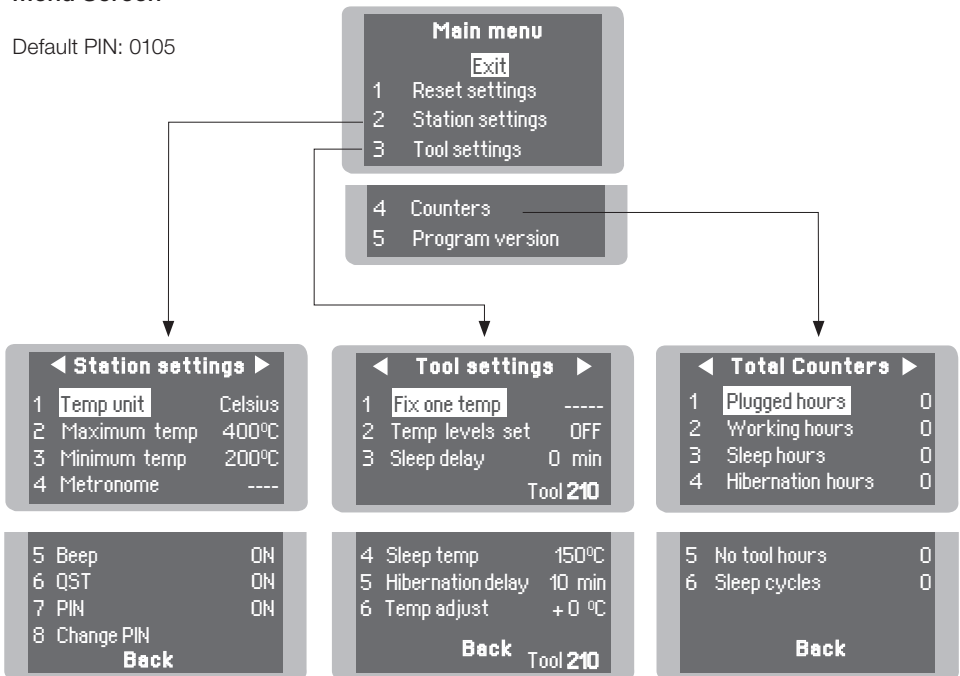 Default PIN: 0105
Main menu
Exit
1 Reset settings
2 Station settings
3 Tool settings
4 Counters
5 Program version
◀ Station settings ▶
1 Temp unit Celsius
2 Maximum temp 400ºC
3 Minimum temp 200ºC
4 Metronome ----
5 Beep ON
6 QST ON
7 PIN ON
8 Change PIN
Back
◀ Tool settings ▶
1 Fix one temp -----
2 Temp levels set OFF
3 Sleep delay 0 min
Tool 210
4 Sleep temp 150ºC
5 Hibernation delay 10 min
6 Temp adjust +0 ºC
Back
Tool 210
◀ Total Counters ▶
1 Plugged hours 0
2 Working hours 0
3 Sleep hours 0
4 Hibernation hours 0
5 No tool hours 0
6 Sleep cycles 0
Back